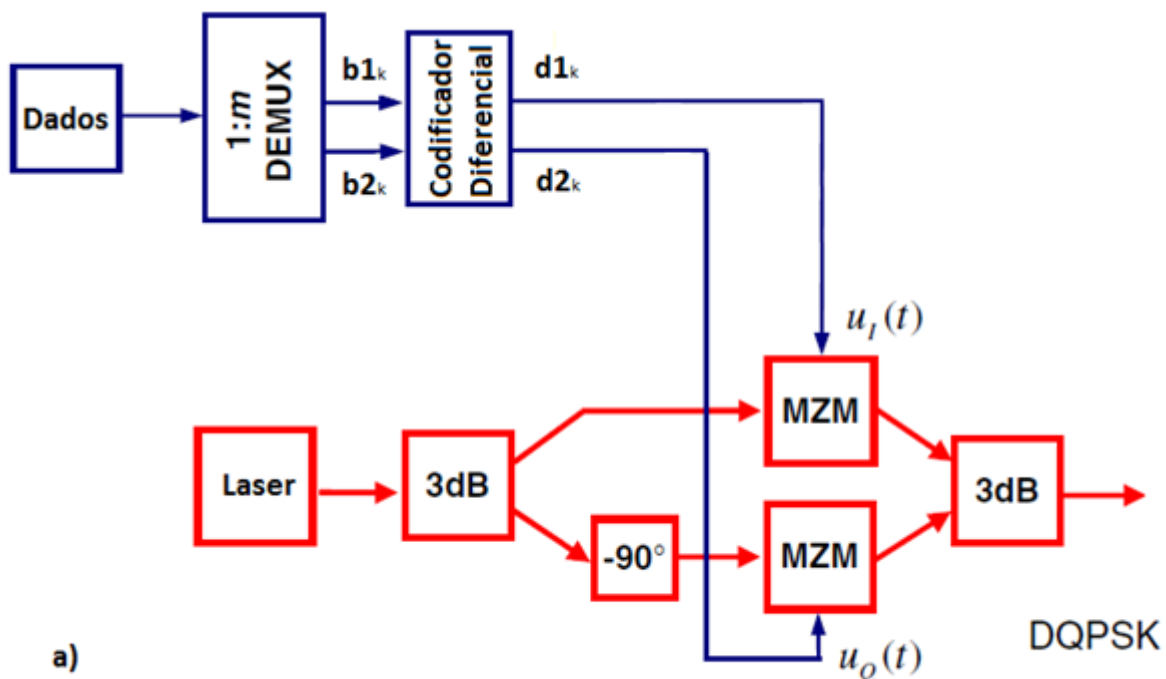 Dados
1:m
DEMUX
b1k
b2k
Codificador
Diferencial
d1k
d2k
uI(t)
Laser
3dB
-90°
MZM
MZM
3dB
uQ(t)
DQPSK
a)